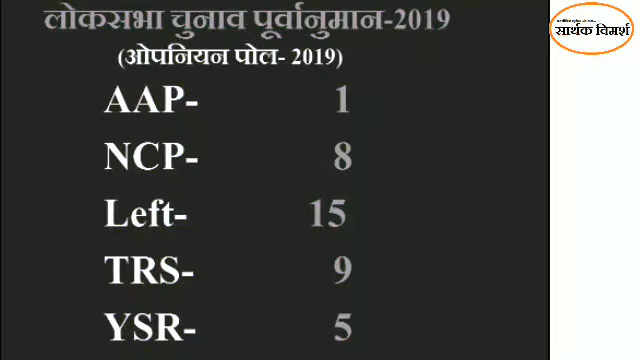 लोकसभा चुनाव पूर्वानुमान-2019
(ओपनियन पोल- 2019)
AAP- 1
NCP- 8
Left- 15
TRS- 9
YSR- 5
सार्थक विमर्श